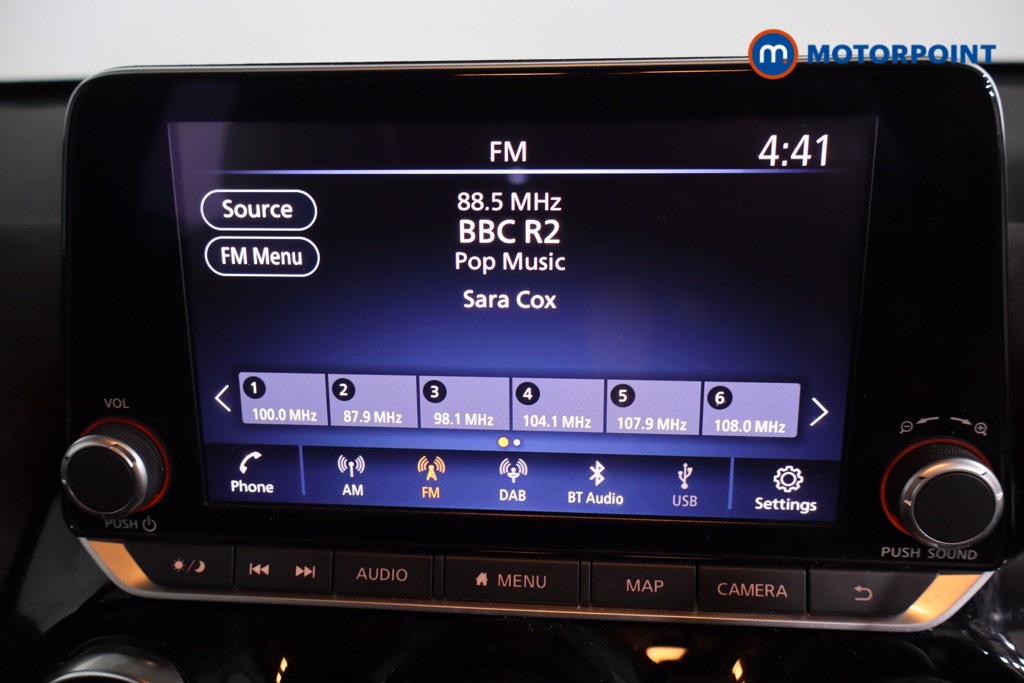 m MOTORPOINT
FM
4:41
Source
FM Menu
88.5 MHz
BBC R2
Pop Music
Sara Cox
1 2 3 4 5 6
100.0 MHz 87.9 MHz 98.1 MHz 104.1 MHz 107.9 MHz 108.0 MHz
Phone AM FM DAB BT Audio USB Settings
VOL
PUSH
PUSH SOUND
AUDIO MENU MAP CAMERA